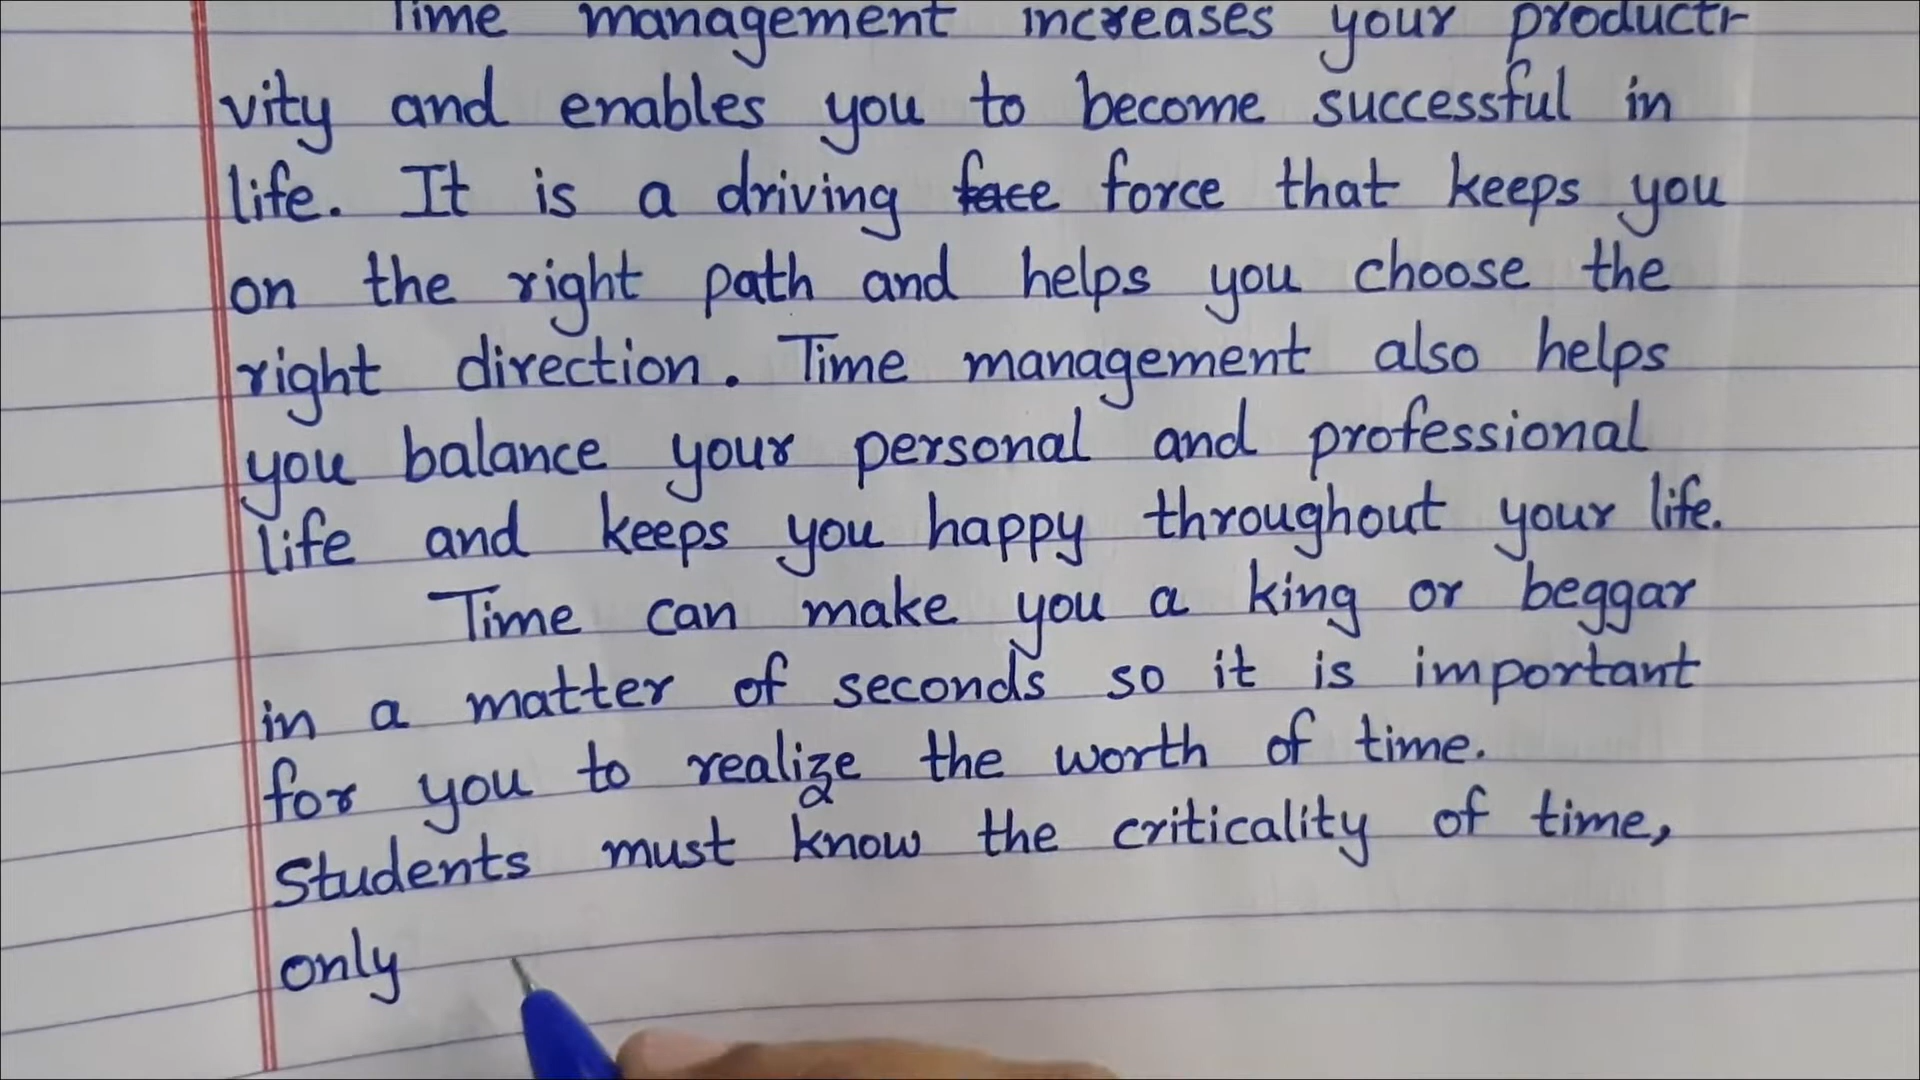 Time management increases your producti-
vity and enables you to become successful in
life. It is a driving face force that keeps you
on the right path and helps you choose the
right direction. Time management also helps
you balance your personal and professional
life and keeps you happy throughout your life.
Time can make you a king or beggar
in a matter of seconds so it is important
for you to realize the worth of time.
Students must know the criticality of time,
only